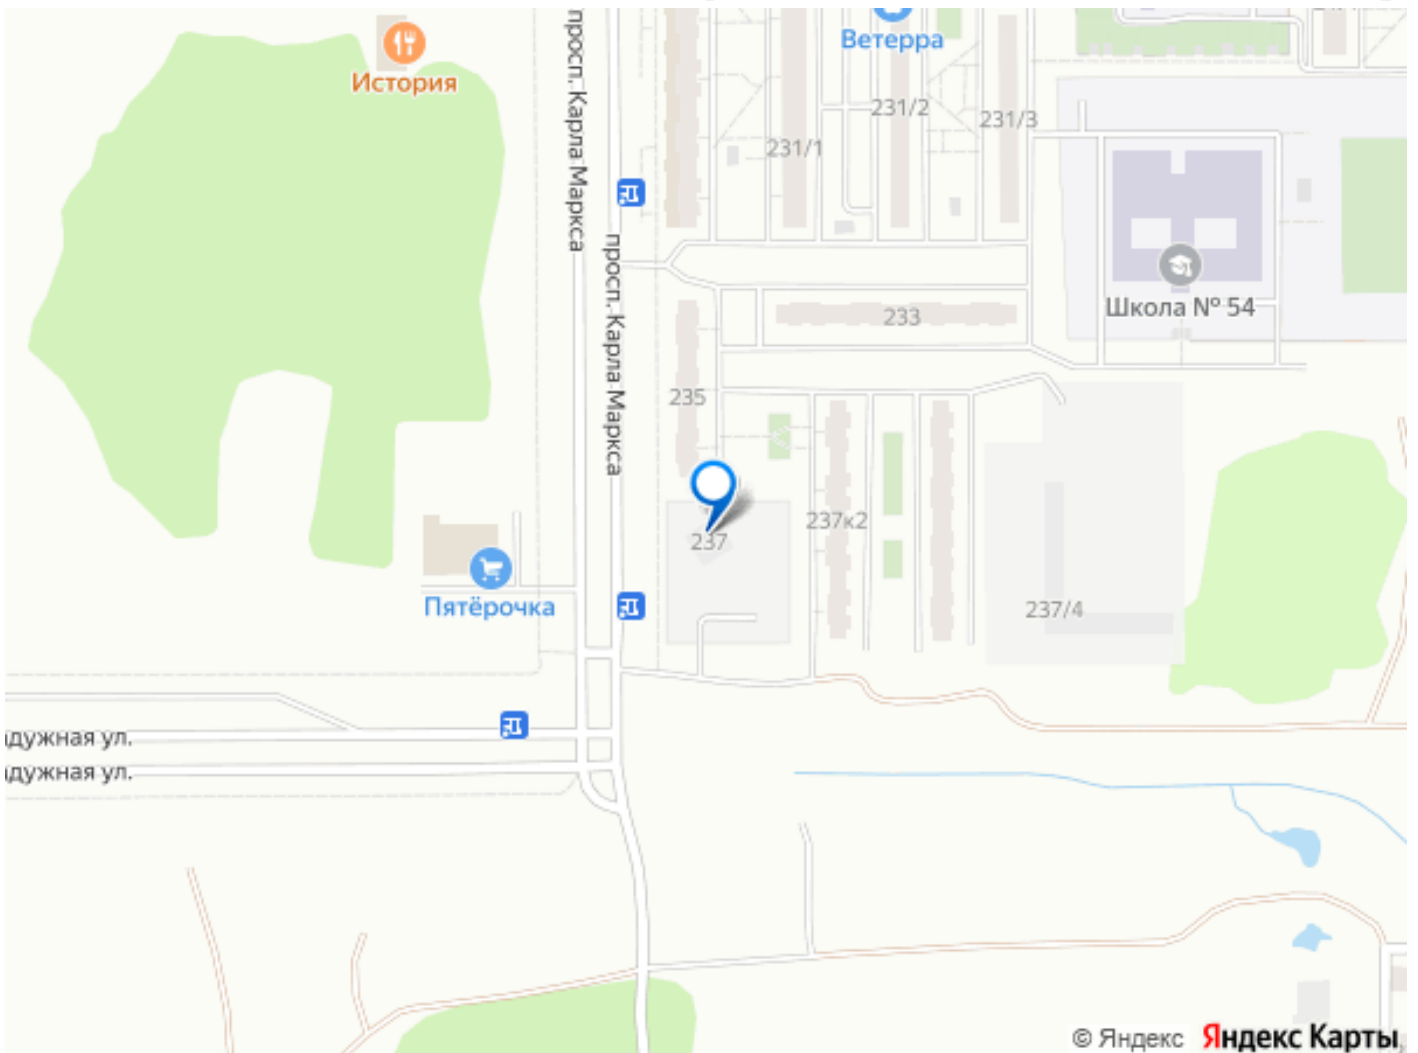 История
Ветерра
просп. Карла Маркса
231/1
231/2
231/3
просп. Карла Маркса
Школа № 54
233
235
237
237к2
237/4
Пятёрочка
дужная ул.
дужная ул.
© Яндекс Яндекс Карты